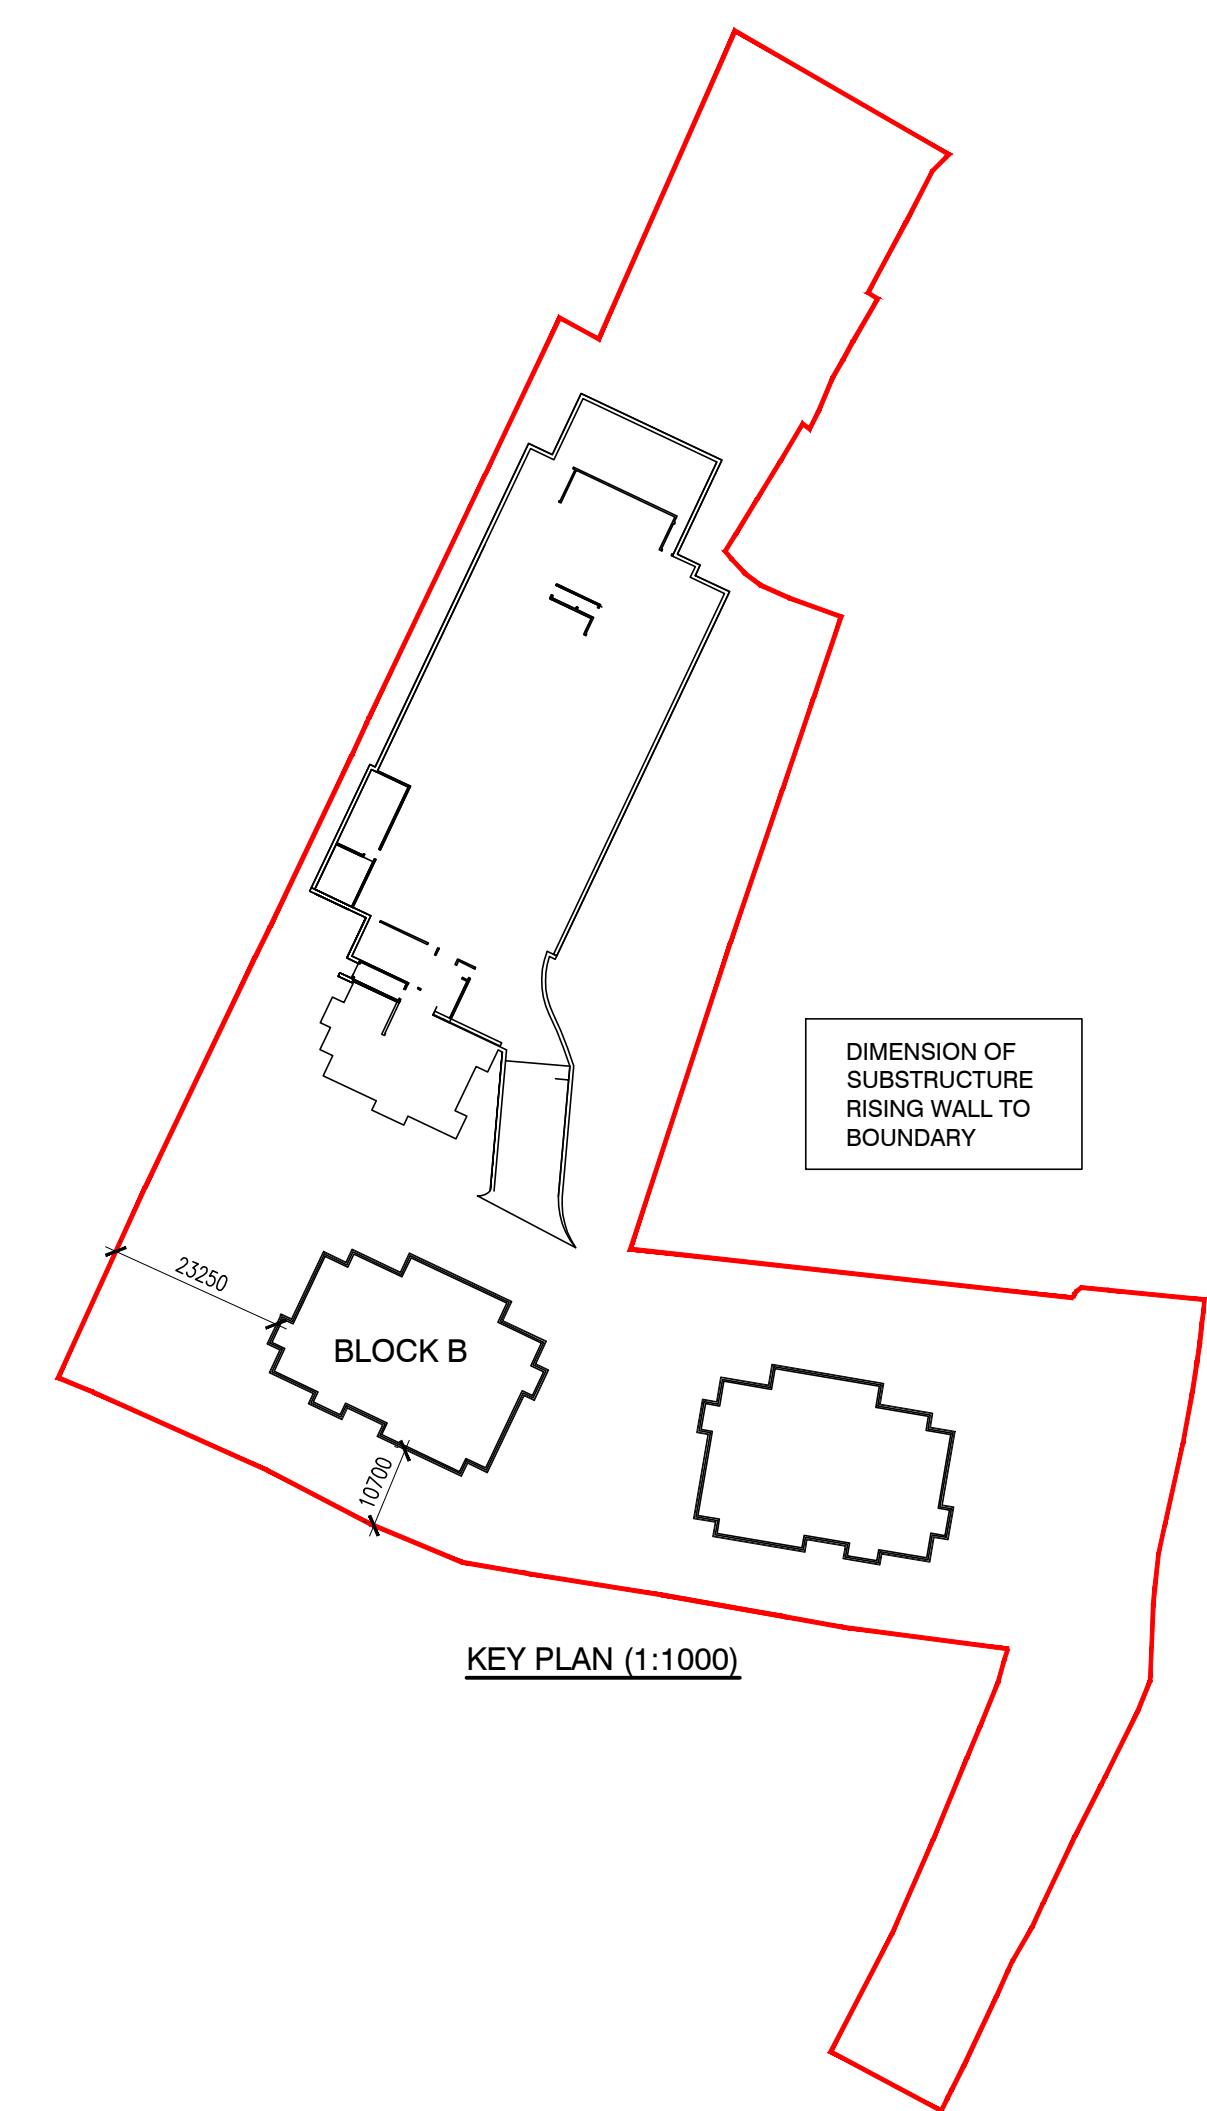 DIMENSION OF
SUBSTRUCTURE
RISING WALL TO
BOUNDARY
23250
BLOCK B
10700
KEY PLAN (1:1000)